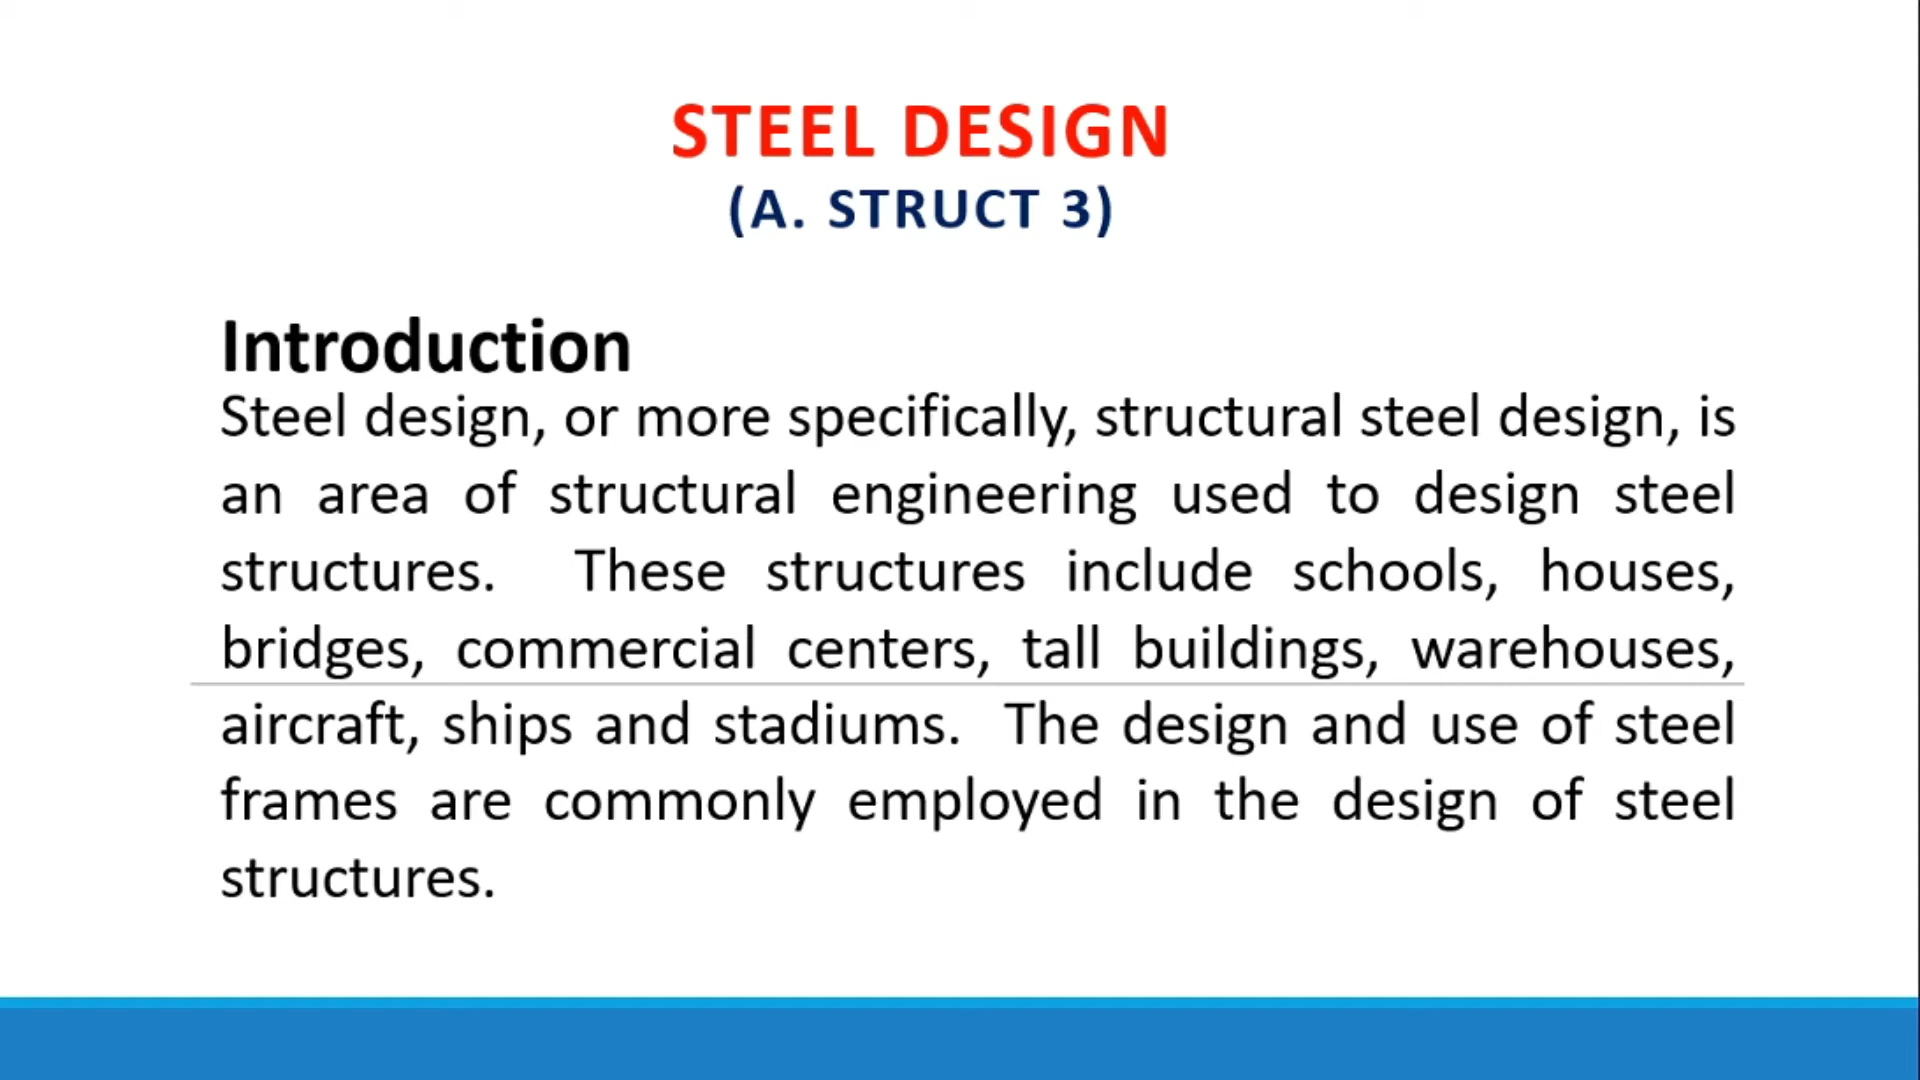 STEEL DESIGN
(A. STRUCT 3)
Introduction
Steel design, or more specifically, structural steel design, is
an area of structural engineering used to design steel
structures. These structures include schools, houses,
bridges, commercial centers, tall buildings, warehouses,
aircraft, ships and stadiums. The design and use of steel
frames are commonly employed in the design of steel
structures.